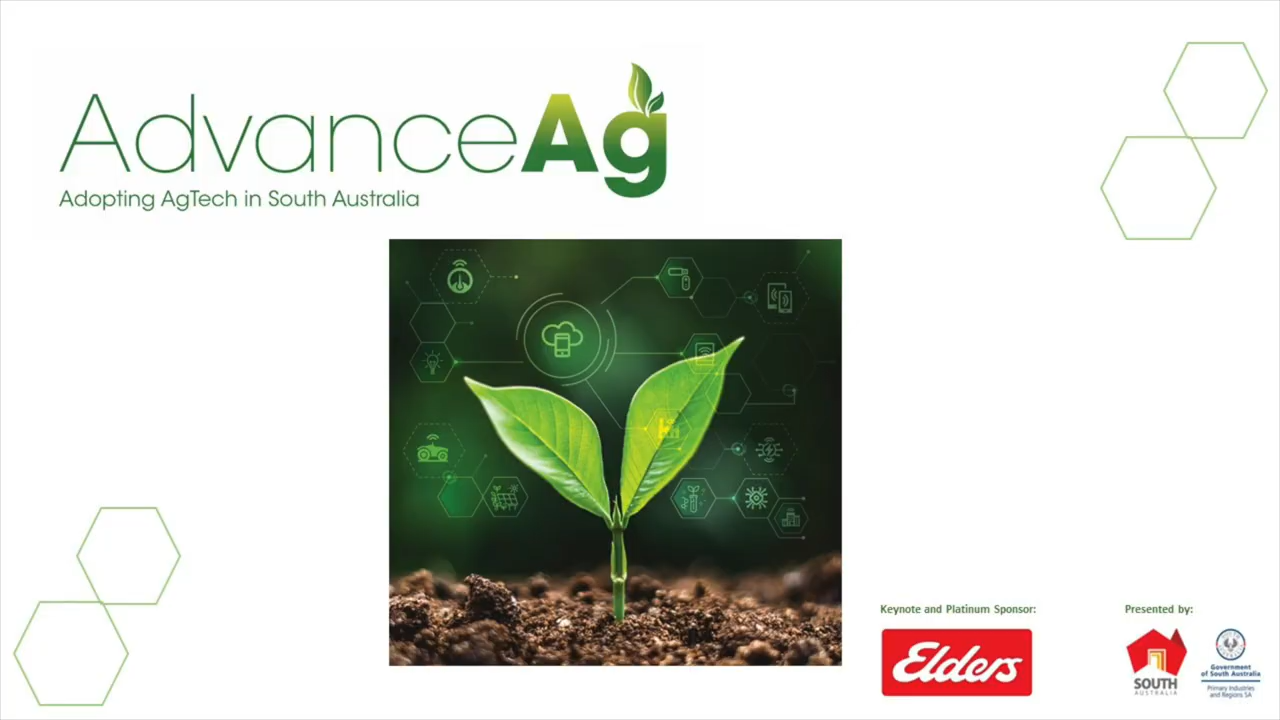 AdvanceAg
Adopting AgTech in South Australia
Keynote and Platinum Sponsor:
Presented by:
Elders
SOUTH
AUSTRALIA
Government
of South Australia
Primary Industries
and Regions SA